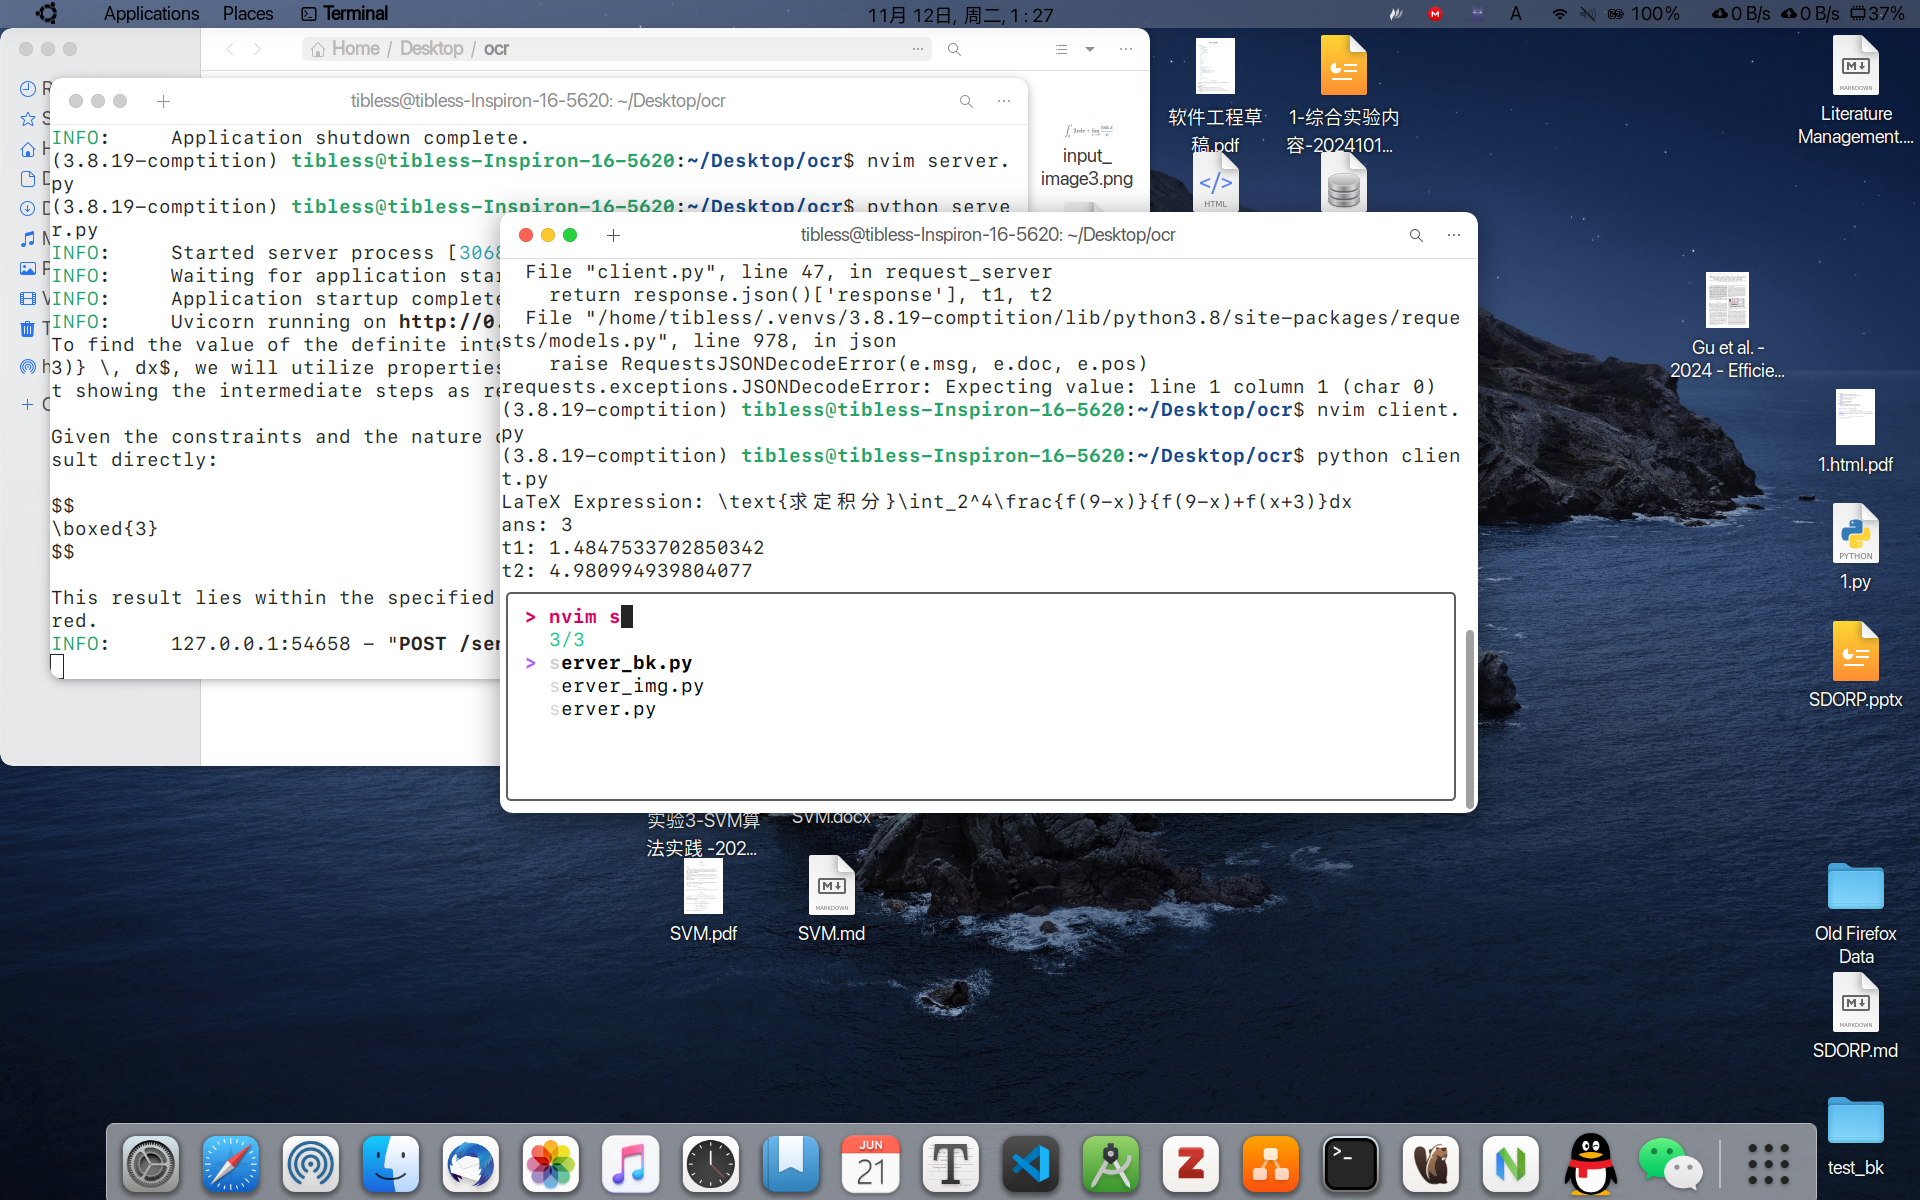 Applications Places Terminal
11月 12日, 周二, 1 : 27
A 100% 0 B/s 0 B/s 37%
Home / Desktop / ocr
tibless@tibless-Inspiron-16-5620: ~/Desktop/ocr
INFO:     Application shutdown complete.
(3.8.19-comptition) tibless@tibless-Inspiron-16-5620:~/Desktop/ocr$ nvim server.
py
(3.8.19-comptition) tibless@tibless-Inspiron-16-5620:~/Desktop/ocr$ python serve
r.py
INFO:     Started server process [3068
INFO:     Waiting for application star
INFO:     Application startup complete
INFO:     Uvicorn running on http://0.
To find the value of the definite inte
3)} \, dx$, we will utilize properties
t showing the intermediate steps as re
Given the constraints and the nature o
sult directly:
$$
\boxed{3}
$$
This result lies within the specified
red.
INFO:     127.0.0.1:54658 - "POST /ser
input_
image3.png
tibless@tibless-Inspiron-16-5620: ~/Desktop/ocr
  File "client.py", line 47, in request_server
    return response.json()['response'], t1, t2
  File "/home/tibless/.venvs/3.8.19-comptition/lib/python3.8/site-packages/reque
sts/models.py", line 978, in json
    raise RequestsJSONDecodeError(e.msg, e.doc, e.pos)
requests.exceptions.JSONDecodeError: Expecting value: line 1 column 1 (char 0)
(3.8.19-comptition) tibless@tibless-Inspiron-16-5620:~/Desktop/ocr$ nvim client.
py
(3.8.19-comptition) tibless@tibless-Inspiron-16-5620:~/Desktop/ocr$ python clien
t.py
LaTeX Expression: \text{求定积分}\int_2^4\frac{f(9-x)}{f(9-x)+f(x+3)}dx
ans: 3
t1: 1.4847533702850342
t2: 4.980994939804077
> nvim s
3/3
> server_bk.py
server_img.py
server.py
软件工程草
稿.pdf
1-综合实验内
容-2024101...
HTML
MARKDOWN
Literature
Management....
Gu et al. -
2024 - Efficie...
1.html.pdf
PYTHON
1.py
SDORP.pptx
实验3-SVM算
法实践 -202...
SVM.docx
SVM.pdf
MARKDOWN
SVM.md
Old Firefox
Data
MARKDOWN
SDORP.md
test_bk
JUN
21